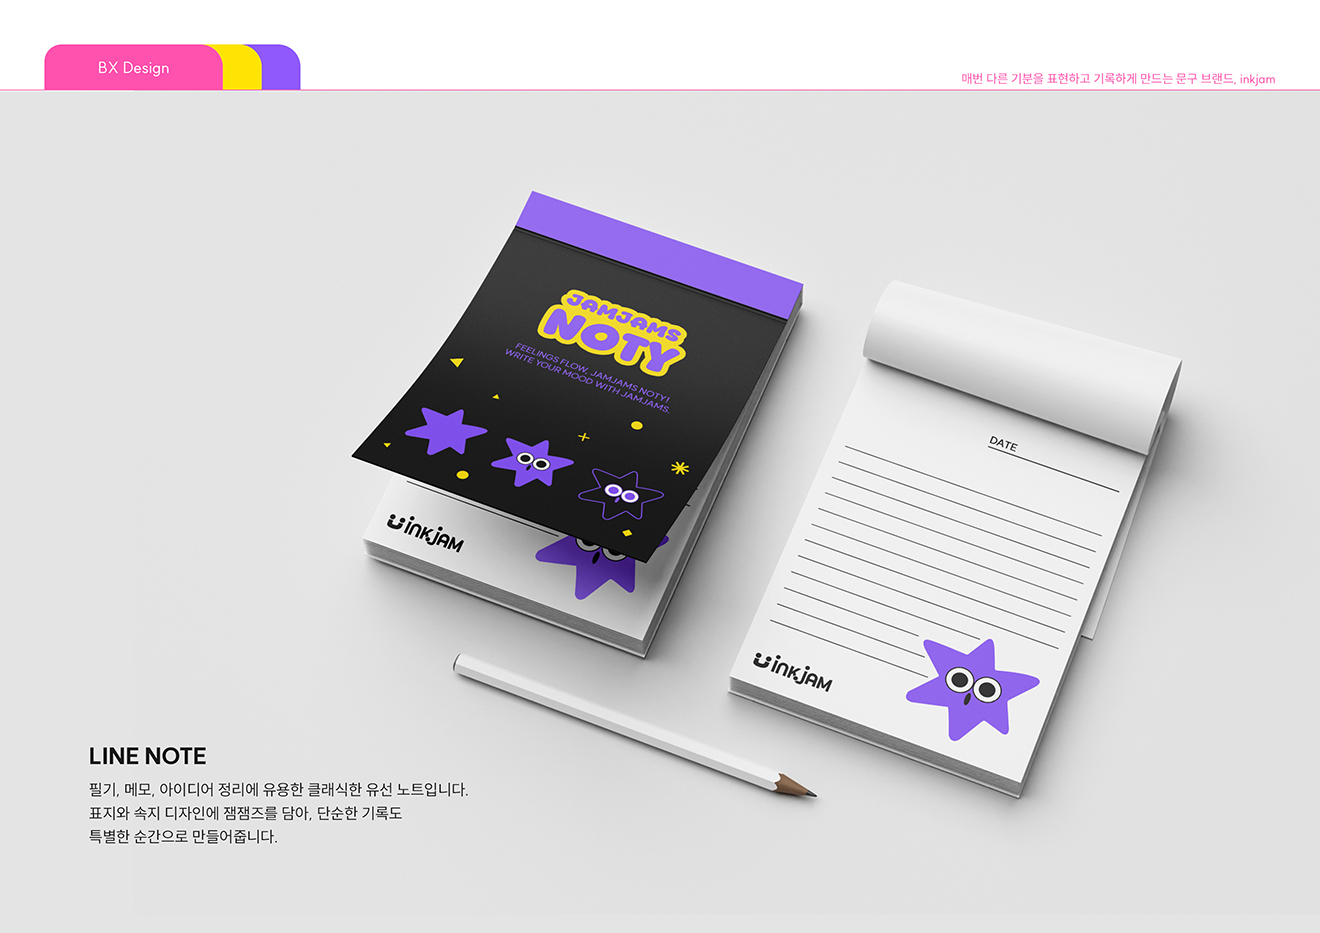 BX Design
매번 다른 기분을 표현하고 기록하게 만드는 문구 브랜드, inkjam
JAMJAMS
NOTY
FEELINGS FLOW, JAMJAMS NOTY!
WRITE YOUR MOOD WITH JAMJAMS.
inkJAM
DATE
inkJAM
LINE NOTE
필기, 메모, 아이디어 정리에 유용한 클래식한 유선 노트입니다.
표지와 속지 디자인에 잼잼즈를 담아, 단순한 기록도
특별한 순간으로 만들어줍니다.